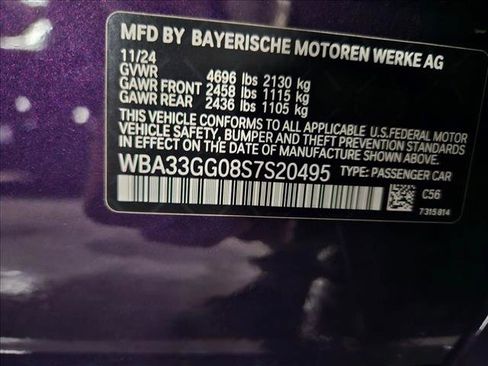 MFD BY BAYERISCHE MOTOREN WERKE AG
11/24
GVWR 4696 lbs 2130 kg
GAWR FRONT 2458 lbs 1115 kg
GAWR REAR 2436 lbs 1105 kg
THIS VEHICLE CONFORMS TO ALL APPLICABLE U.S.FEDERAL MOTOR
VEHICLE SAFETY, BUMPER, AND THEFT PREVENTION STANDARDS
IN EFFECT ON THE DATE OF MANUFACTURE SHOWN ABOVE.
WBA33GG08S7S20495 TYPE: PASSENGER CAR
C56
7315814